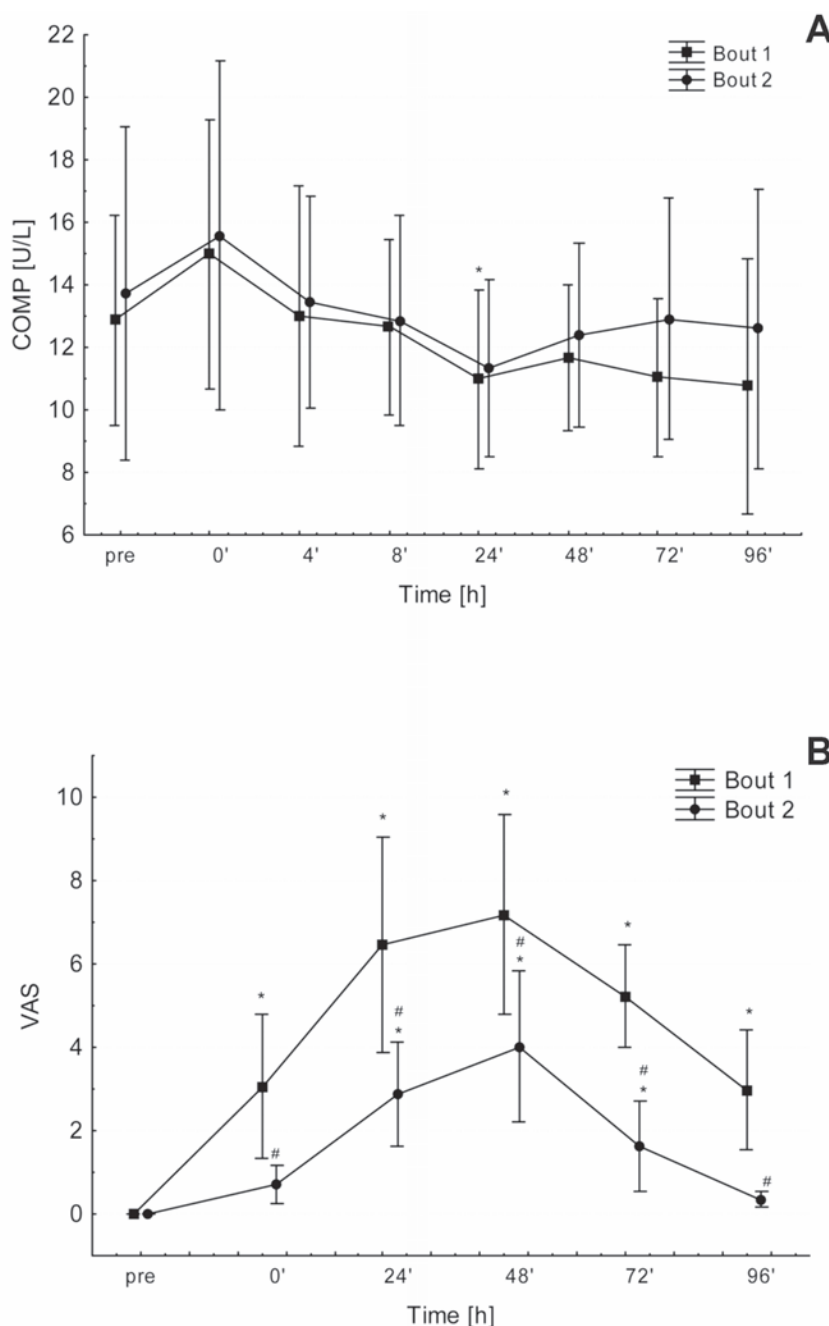 A
22
Bout 1
Bout 2
20
18
16
14
12
10
8
6
COMP [U/L]
*
pre 0' 4' 8' 24' 48' 72' 96'
Time [h]
B
Bout 1
Bout 2
10
8
6
4
2
0
VAS
* * * * *
# # # # #
* * *
pre 0' 24' 48' 72' 96'
Time [h]